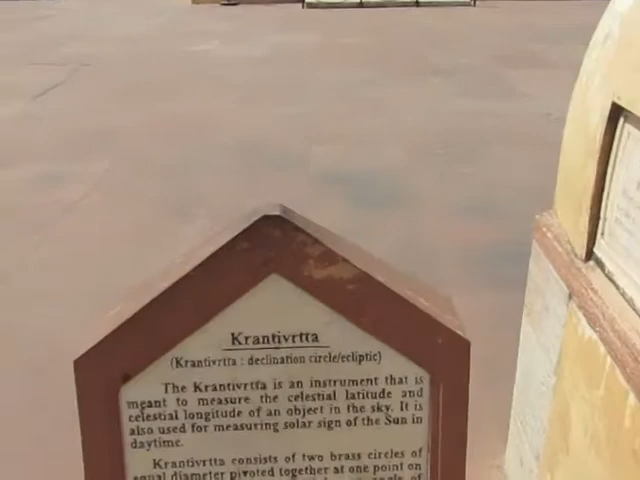 Krantivrtta
(Krantivrtta : declination circle/ecliptic)
The Krantivrtta is an instrument that is
meant to measure the celestial latitude and
celestial longitude of an object in the sky. It is
also used for measuring solar sign of the Sun in
daytime.
Krantivrtta consists of two brass circles of
equal diameter pivoted together at one point on